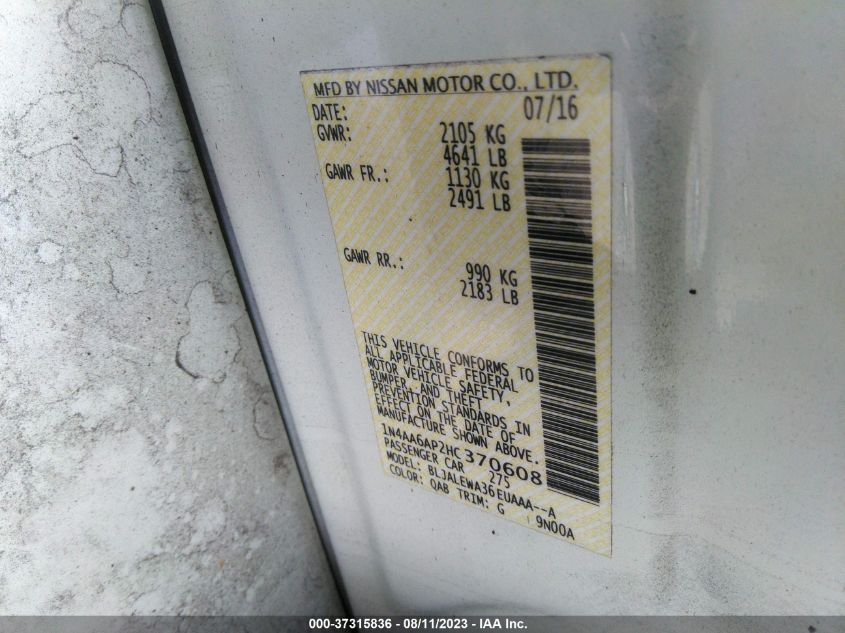 MFD BY NISSAN MOTOR CO., LTD.
DATE: 07/16
GVWR: 2105 KG
4641 LB
GAWR FR.: 1130 KG
2491 LB
GAWR RR.: 990 KG
2183 LB
THIS VEHICLE CONFORMS TO
ALL APPLICABLE FEDERAL
MOTOR VEHICLE SAFETY,
BUMPER, AND THEFT
PREVENTION STANDARDS IN
EFFECT ON THE DATE OF
MANUFACTURE SHOWN ABOVE.
1N4AA6AP2HC370608
PASSENGER CAR 275
MODEL: BLJALEWA36EUAAA--A
COLOR: QAB TRIM: G 9N00A
000-37315836 - 08/11/2023 - IAA Inc.